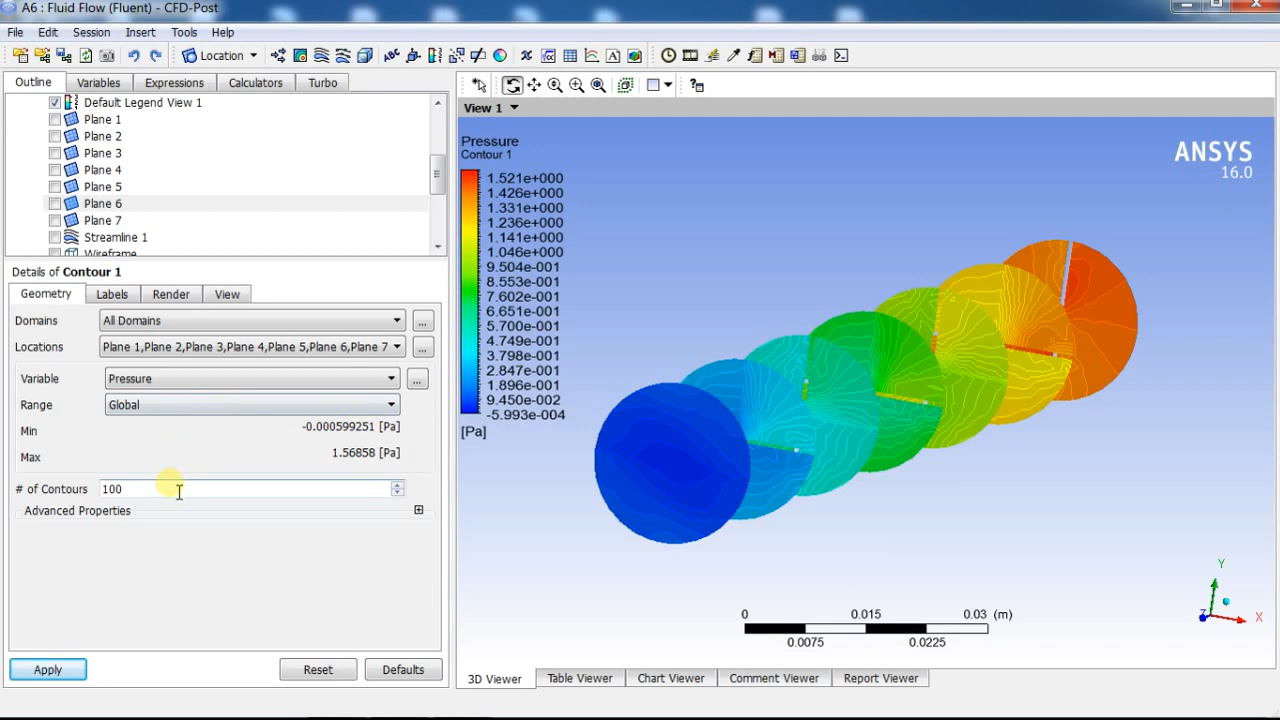 A6 : Fluid Flow (Fluent) - CFD-Post
File Edit Session Insert Tools Help
Location
Outline Variables Expressions Calculators Turbo
Default Legend View 1
Plane 1
Plane 2
Plane 3
Plane 4
Plane 5
Plane 6
Plane 7
Streamline 1
Wireframe
Details of Contour 1
Geometry Labels Render View
Domains All Domains ...
Locations Plane 1,Plane 2,Plane 3,Plane 4,Plane 5,Plane 6,Plane 7 ...
Variable Pressure ...
Range Global
Min -0.000599251 [Pa]
Max 1.56858 [Pa]
# of Contours 100
Advanced Properties
Apply Reset Defaults
View 1
Pressure
Contour 1
1.521e+000
1.426e+000
1.331e+000
1.236e+000
1.141e+000
1.046e+000
9.504e-001
8.553e-001
7.602e-001
6.651e-001
5.700e-001
4.749e-001
3.798e-001
2.847e-001
1.896e-001
9.450e-002
-5.993e-004
[Pa]
ANSYS
16.0
0 0.015 0.03 (m)
0.0075 0.0225
Y
Z X
3D Viewer Table Viewer Chart Viewer Comment Viewer Report Viewer